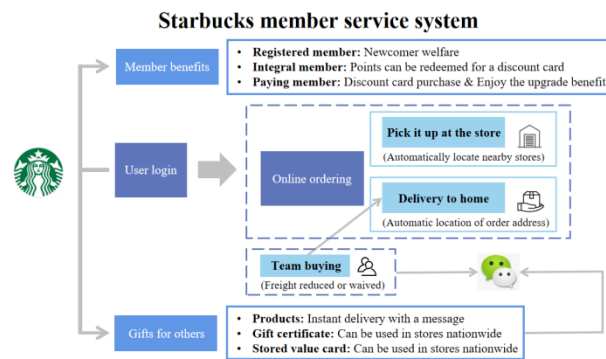 Starbucks member service system
Member benefits
• Registered member: Newcomer welfare
• Integral member: Points can be redeemed for a discount card
• Paying member: Discount card purchase & Enjoy the upgrade benefit
User login
Online ordering
Pick it up at the store
(Automatically locate nearby stores)
Delivery to home
(Automatic location of order address)
Team buying
(Freight reduced or waived)
Gifts for others
• Products: Instant delivery with a message
• Gift certificate: Can be used in stores nationwide
• Stored value card: Can be used in stores nationwide